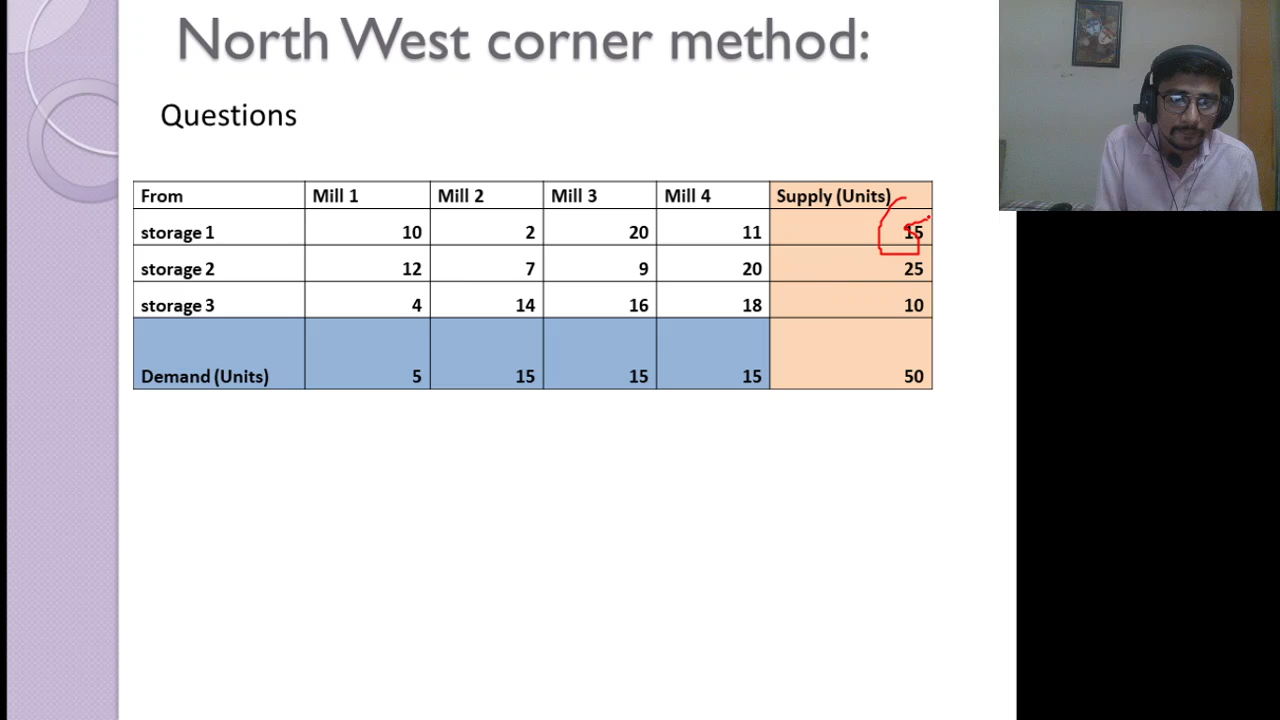 North West corner method:
Questions
From Mill 1 Mill 2 Mill 3 Mill 4 Supply (Units)
storage 1 10 2 20 11 15
storage 2 12 7 9 20 25
storage 3 4 14 16 18 10
Demand (Units) 5 15 15 15 50